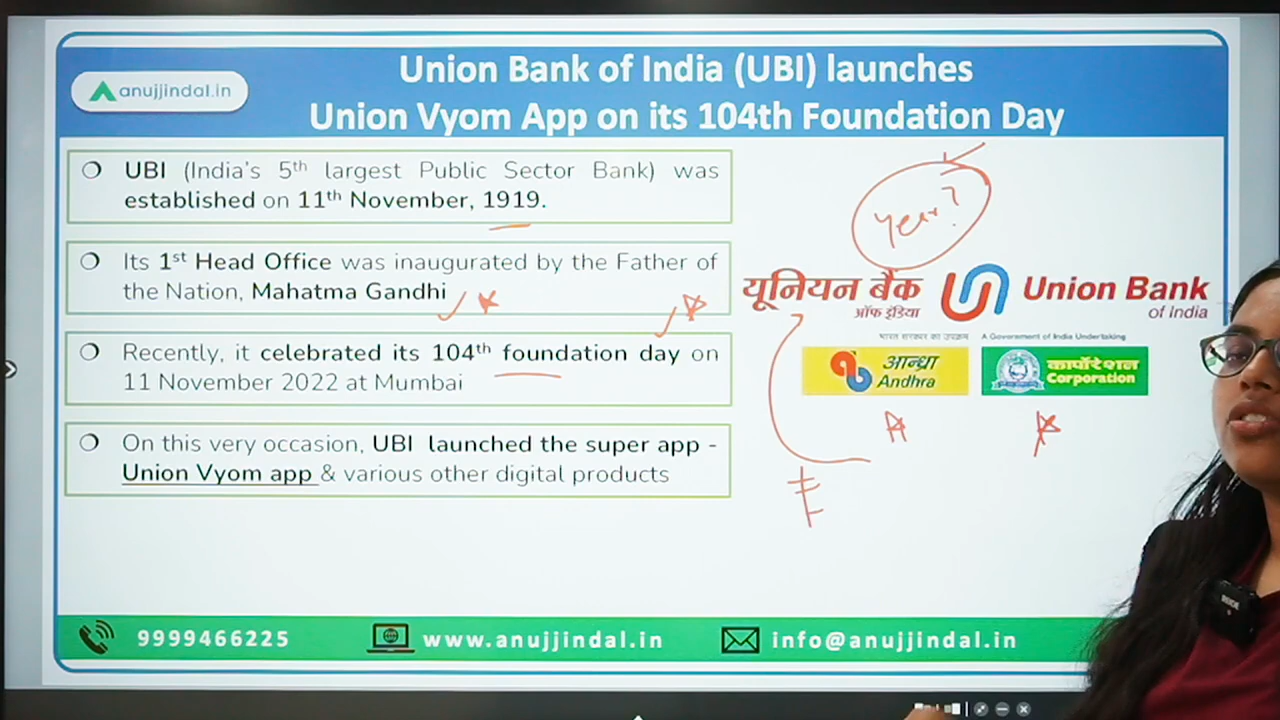 Union Bank of India (UBI) launches
Union Vyom App on its 104th Foundation Day
anujjindal.in
UBI (India's 5th largest Public Sector Bank) was
established on 11th November, 1919.
Its 1st Head Office was inaugurated by the Father of
the Nation, Mahatma Gandhi
Recently, it celebrated its 104th foundation day on
11 November 2022 at Mumbai
On this very occasion, UBI launched the super app -
Union Vyom app & various other digital products
Year?
यूनियन बैंक
ऑफ इंडिया
Union Bank
of India
भारत सरकार का उपक्रम
A Government of India Undertaking
आन्ध्रा
Andhra
कार्पोरेशन
Corporation
9999466225
www.anujjindal.in
info@anujjindal.in